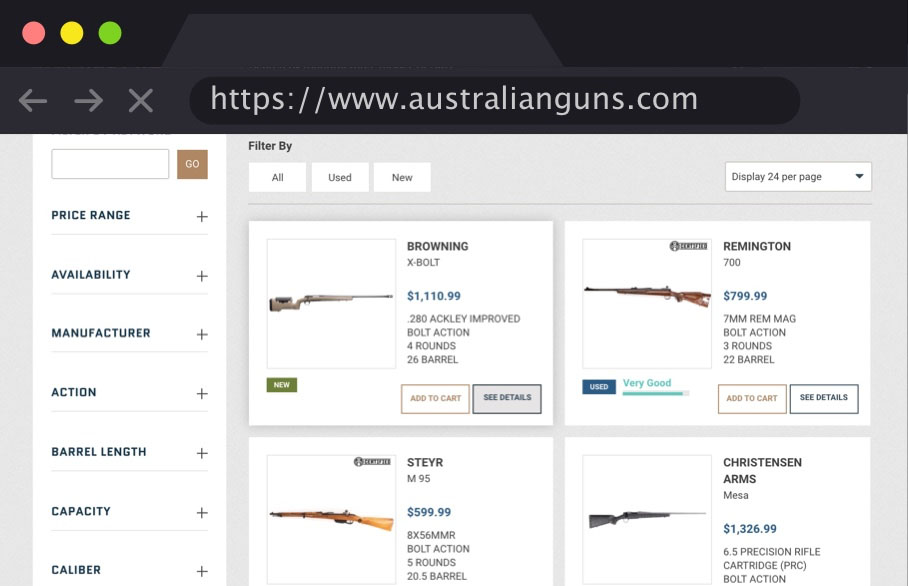 https://www.australianguns.com
GO
PRICE RANGE
AVAILABILITY
MANUFACTURER
ACTION
BARREL LENGTH
CAPACITY
CALIBER
Filter By
All
Used
New
Display 24 per page
BROWNING
X-BOLT
$1,110.99
.280 ACKLEY IMPROVED
BOLT ACTION
4 ROUNDS
26 BARREL
NEW
ADD TO CART
SEE DETAILS
CERTIFIED
REMINGTON
700
$799.99
7MM REM MAG
BOLT ACTION
3 ROUNDS
22 BARREL
USED
Very Good
ADD TO CART
SEE DETAILS
CERTIFIED
STEYR
M 95
$599.99
8X56MMR
BOLT ACTION
5 ROUNDS
20.5 BARREL
CHRISTENSEN
ARMS
Mesa
$1,326.99
6.5 PRECISION RIFLE
CARTRIDGE (PRC)
BOLT ACTION